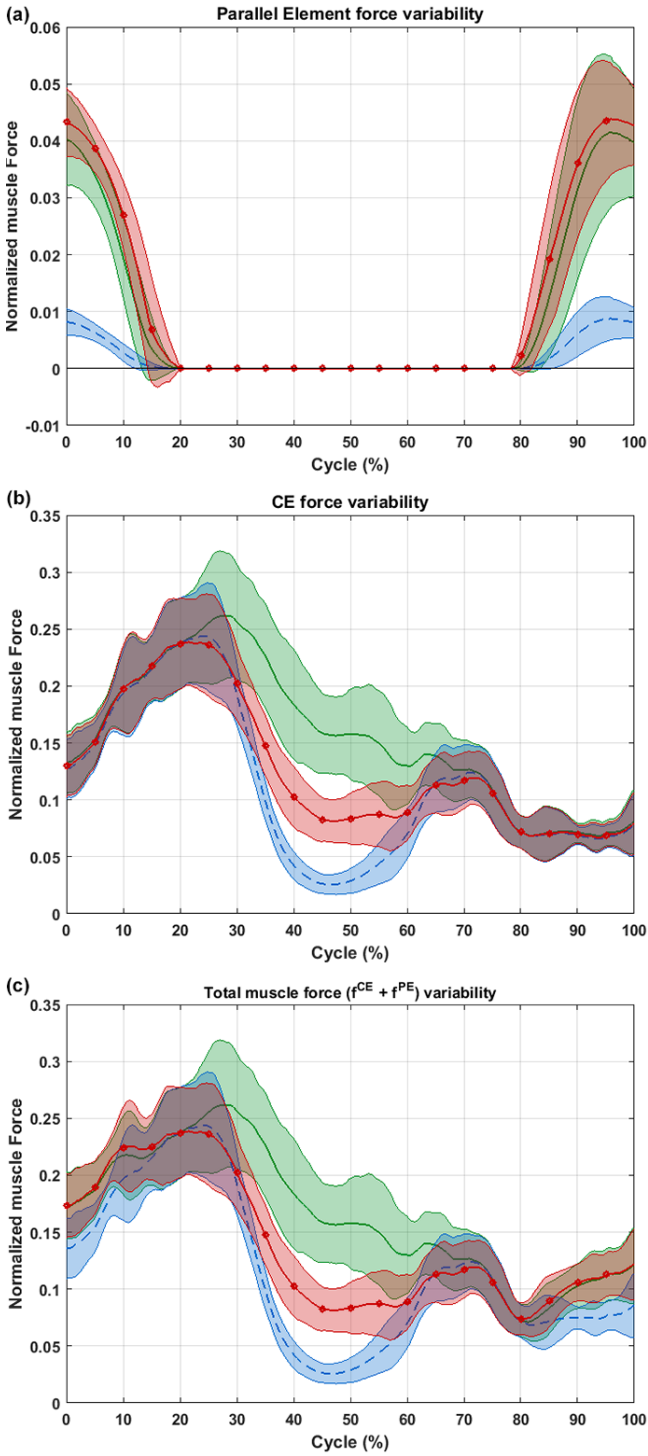 (a)
Parallel Element force variability
0.06
0.05
0.04
0.03
0.02
0.01
0
-0.01
Normalized muscle Force
0 10 20 30 40 50 60 70 80 90 100
Cycle (%)
(b)
CE force variability
0.35
0.3
0.25
0.2
0.15
0.1
0.05
0
Normalized muscle Force
0 10 20 30 40 50 60 70 80 90 100
Cycle (%)
(c)
Total muscle force (f^CE + f^PE) variability
0.35
0.3
0.25
0.2
0.15
0.1
0.05
0
Normalized muscle Force
0 10 20 30 40 50 60 70 80 90 100
Cycle (%)